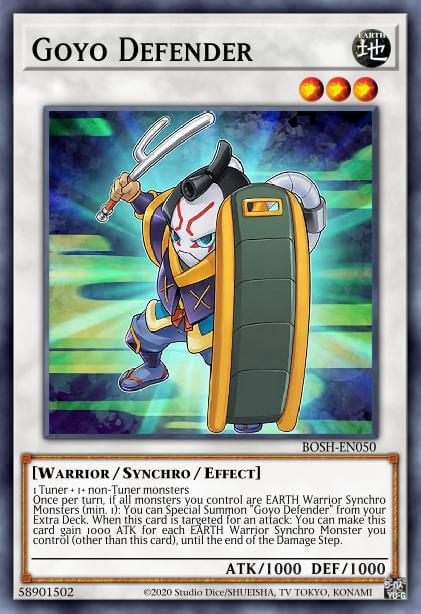 GOYO DEFENDER
EARTH
地
BOSH-EN050
[WARRIOR / SYNCHRO / EFFECT]
1 Tuner + 1+ non-Tuner monsters
Once per turn, if all monsters you control are EARTH Warrior Synchro
Monsters (min. 1): You can Special Summon "Goyo Defender" from your
Extra Deck. When this card is targeted for an attack: You can make this
card gain 1000 ATK for each EARTH Warrior Synchro Monster you
control (other than this card), until the end of the Damage Step.
ATK/1000 DEF/1000
58901502
©2020 Studio Dice/SHUEISHA, TV TOKYO, KONAMI